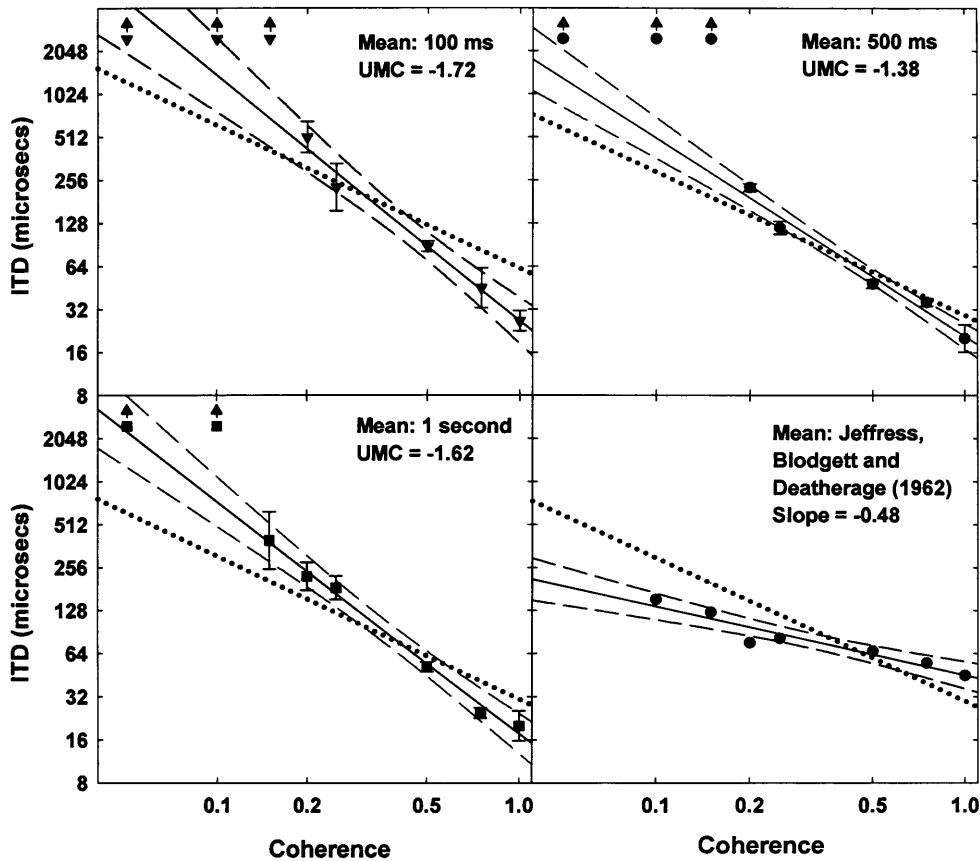 Mean: 100 ms
UMC = -1.72
Mean: 500 ms
UMC = -1.38
ITD (microsecs)
2048
1024
512
256
128
64
32
16
8
Mean: 1 second
UMC = -1.62
Mean: Jeffress,
Blodgett and
Deatherage (1962)
Slope = -0.48
ITD (microsecs)
2048
1024
512
256
128
64
32
16
8
0.1 0.2 0.5 1.0
0.1 0.2 0.5 1.0
Coherence
Coherence